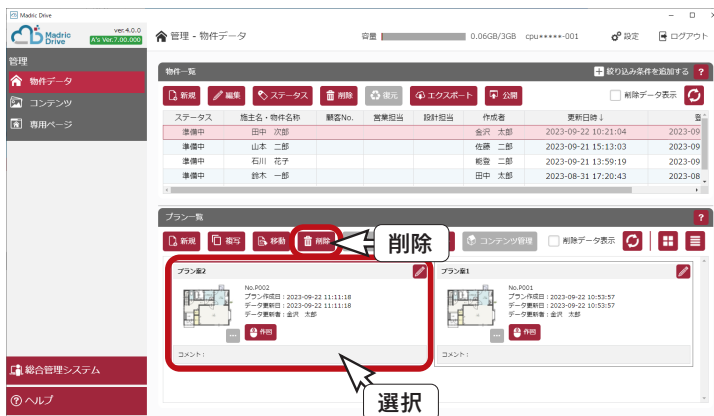 Madric Drive
Madric Drive
ver.4.0.0
A's Ver.7.00.000
管理 - 物件データ
容量
0.06GB/3GB
cpu*****-001
設定
ログアウト
管理
物件データ
コンテンツ
専用ページ
総合管理システム
ヘルプ
物件一覧
絞り込み条件を追加する ?
新規 編集 ステータス 削除 復元 エクスポート 公開 削除データ表示
ステータス 施主名・物件名称 顧客No. 営業担当 設計担当 作成者 更新日時↓
準備中 田中 次郎 金沢 太郎 2023-09-22 10:21:04 2023-09
準備中 山本 二郎 佐藤 二郎 2023-09-21 15:13:03 2023-09
準備中 石川 花子 能登 二郎 2023-09-21 13:59:19 2023-09
準備中 鈴木 一郎 田中 太郎 2023-08-31 17:20:43 2023-08
プラン一覧 ?
新規 複写 移動 削除 コンテンツ管理 削除データ表示
削除
プラン案2
No.P002
プラン作成日：2023-09-22 11:11:18
データ更新日：2023-09-22 11:11:18
データ更新者：金沢 太郎
... 作図
コメント：
プラン案1
No.P001
プラン作成日：2023-09-22 10:53:57
データ更新日：2023-09-22 10:53:57
データ更新者：金沢 太郎
... 作図
コメント：
選択